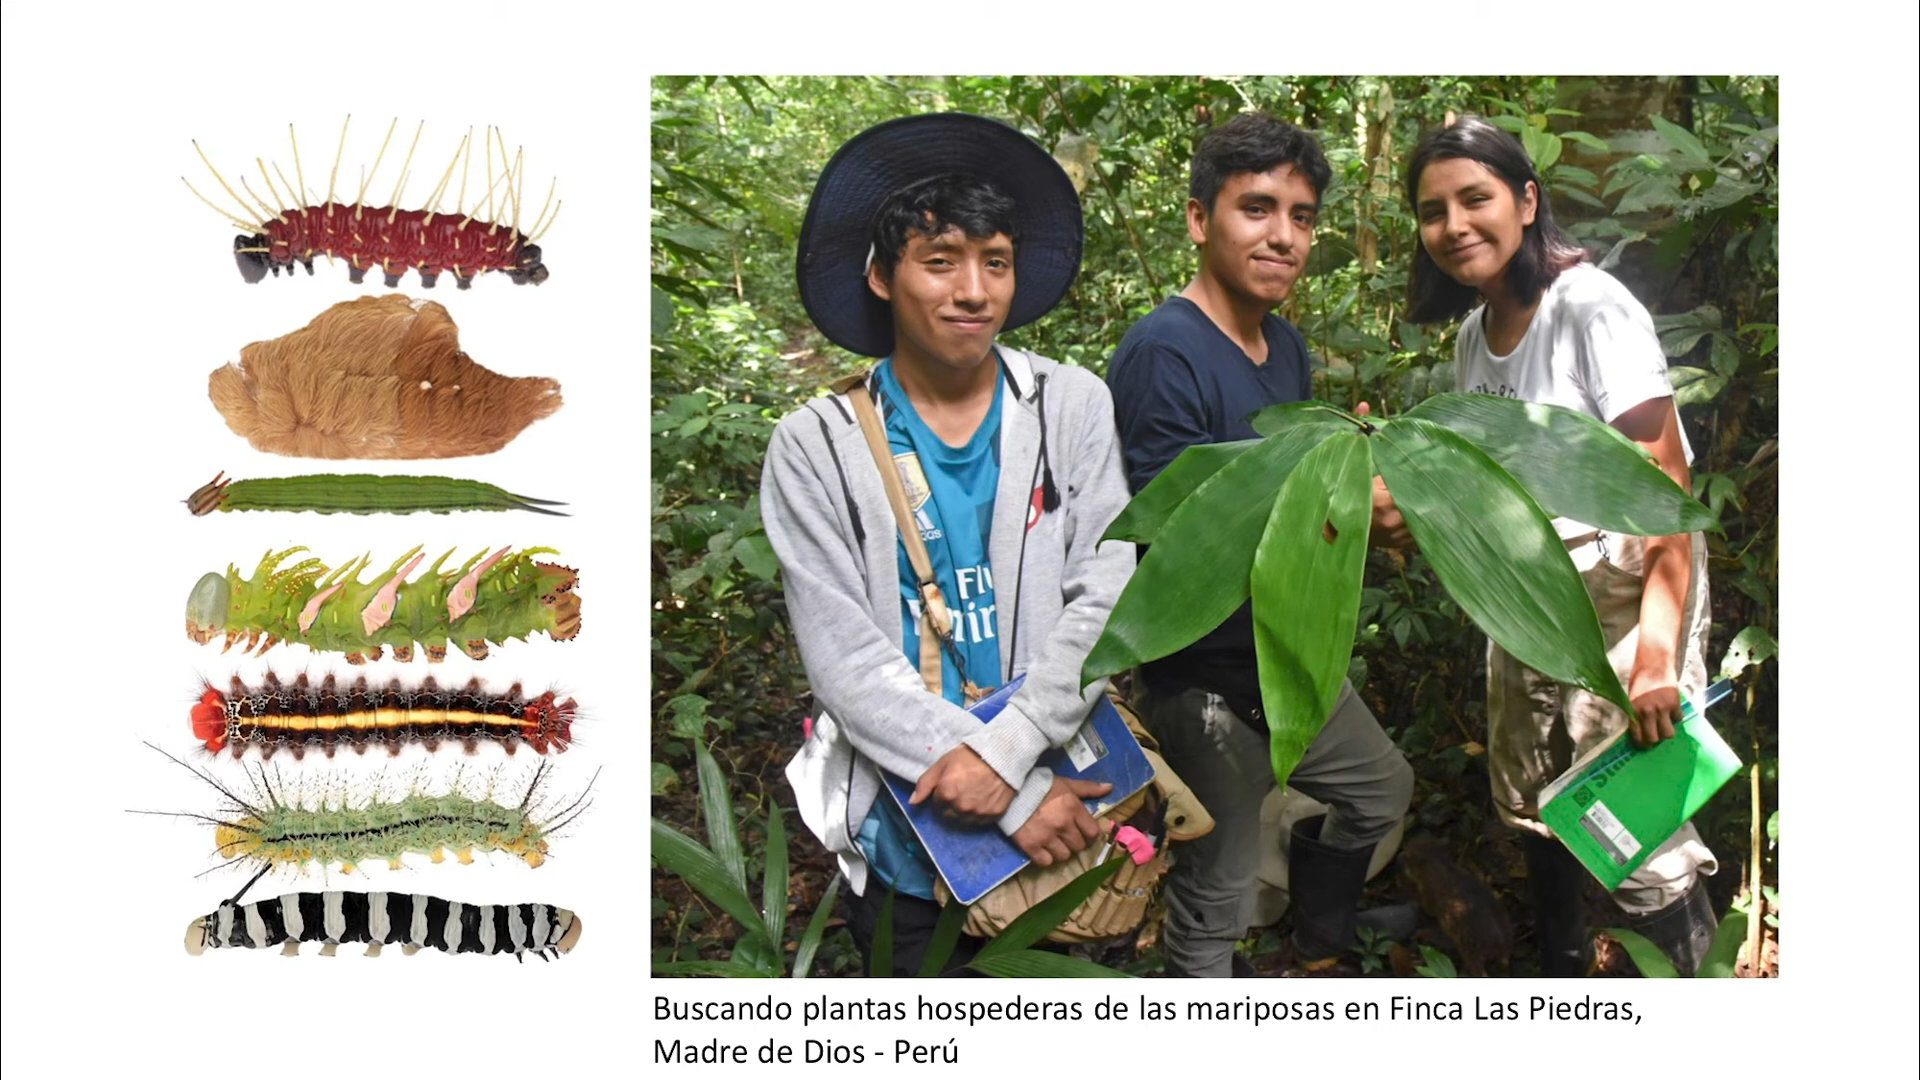 Buscando plantas hospederas de las mariposas en Finca Las Piedras,
Madre de Dios - Perú